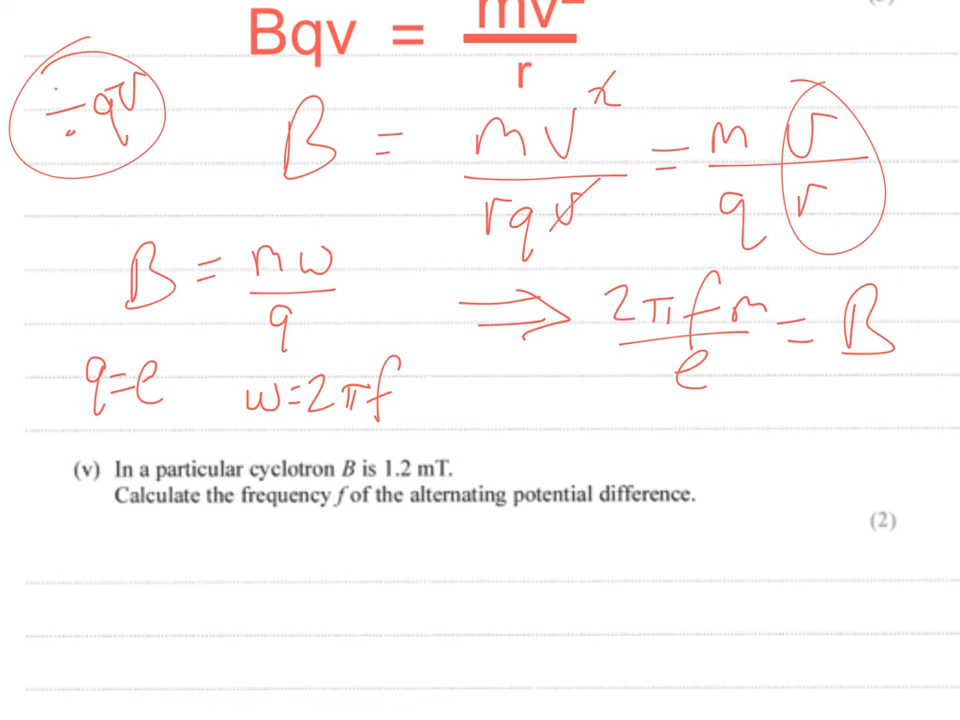 Bqv = mv²/r
÷qv
B = mv²/rqv = m/q v/r
B = mω/q ⇒ 2πfm/e = B
q=e ω=2πf
(v) In a particular cyclotron B is 1.2 mT.
Calculate the frequency f of the alternating potential difference.
(2)